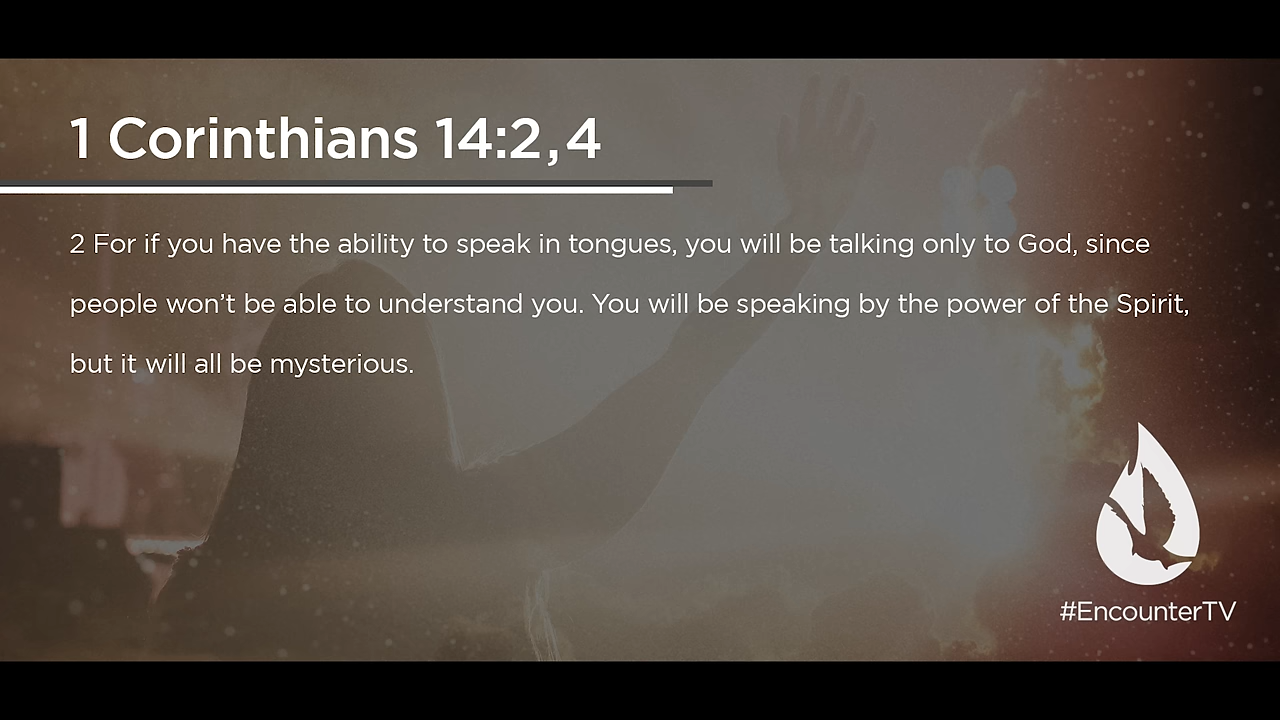 1 Corinthians 14:2,4
2 For if you have the ability to speak in tongues, you will be talking only to God, since
people won’t be able to understand you. You will be speaking by the power of the Spirit,
but it will all be mysterious.
#EncounterTV